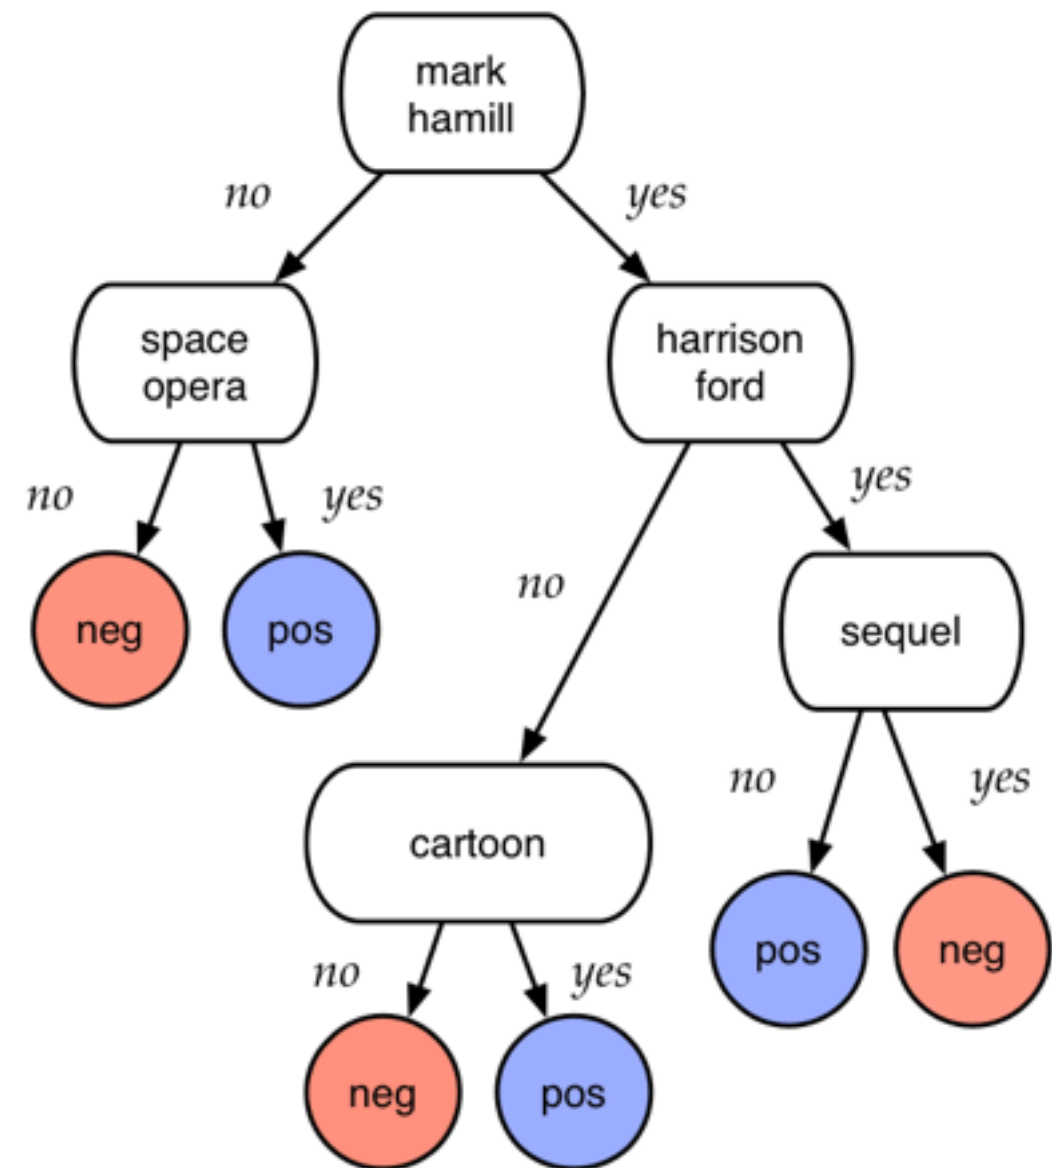 mark
hamill
no
yes
space
opera
harrison
ford
no
yes
yes
no
neg
pos
sequel
no
yes
cartoon
pos
neg
no
yes
neg
pos